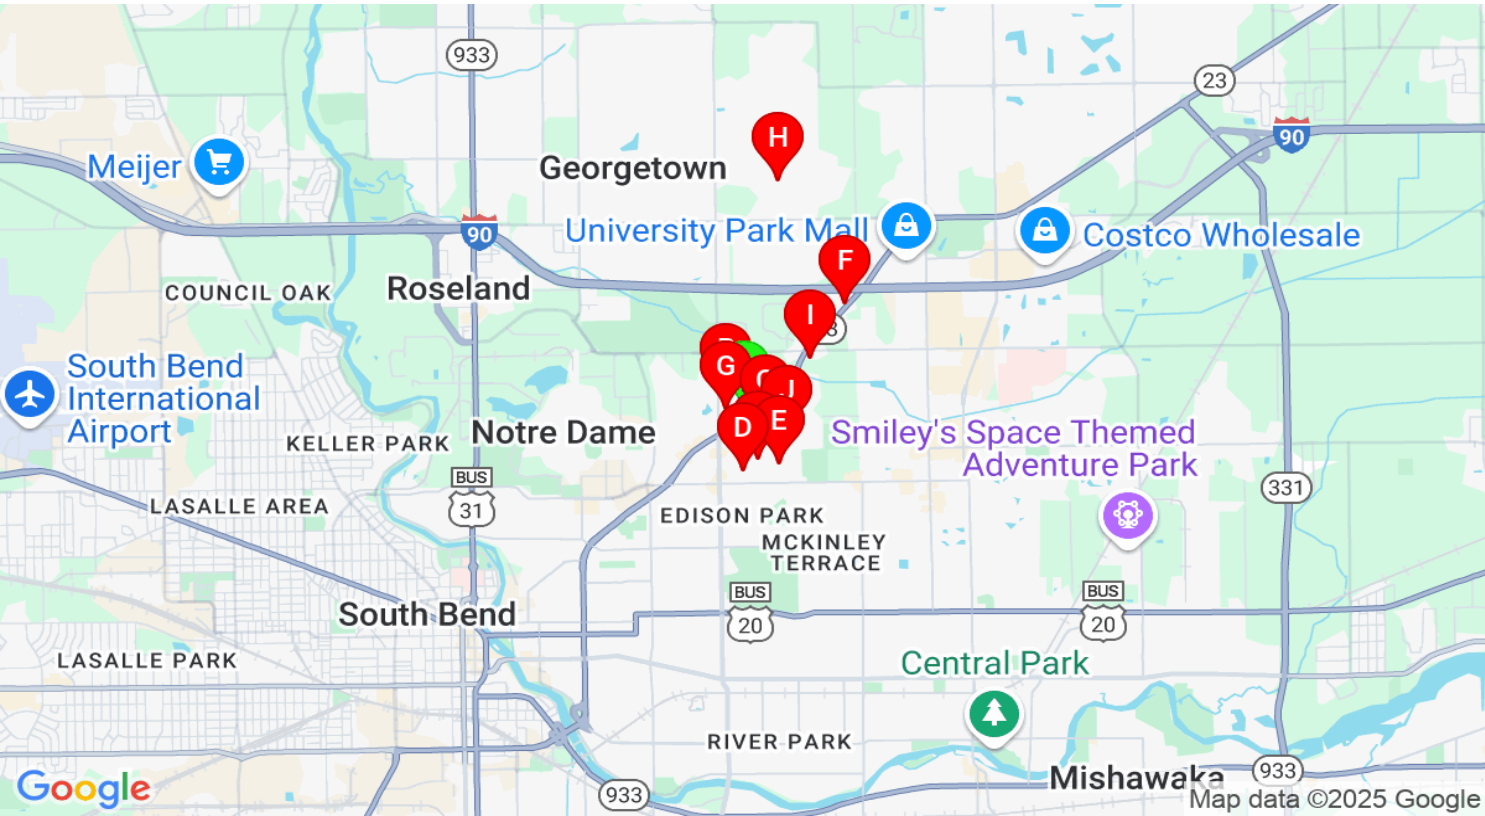 933
23
H
90
Meijer
Georgetown
University Park Mall
90
Costco Wholesale
F
COUNCIL OAK
Roseland
I
South Bend
International
Airport
G
J
D
E
KELLER PARK
Notre Dame
Smiley's Space Themed
Adventure Park
BUS
31
LASALLE AREA
331
EDISON PARK
MCKINLEY
TERRACE
BUS
20
BUS
20
South Bend
LASALLE PARK
Central Park
RIVER PARK
Mishawaka
933
933
Google
Map data ©2025 Google